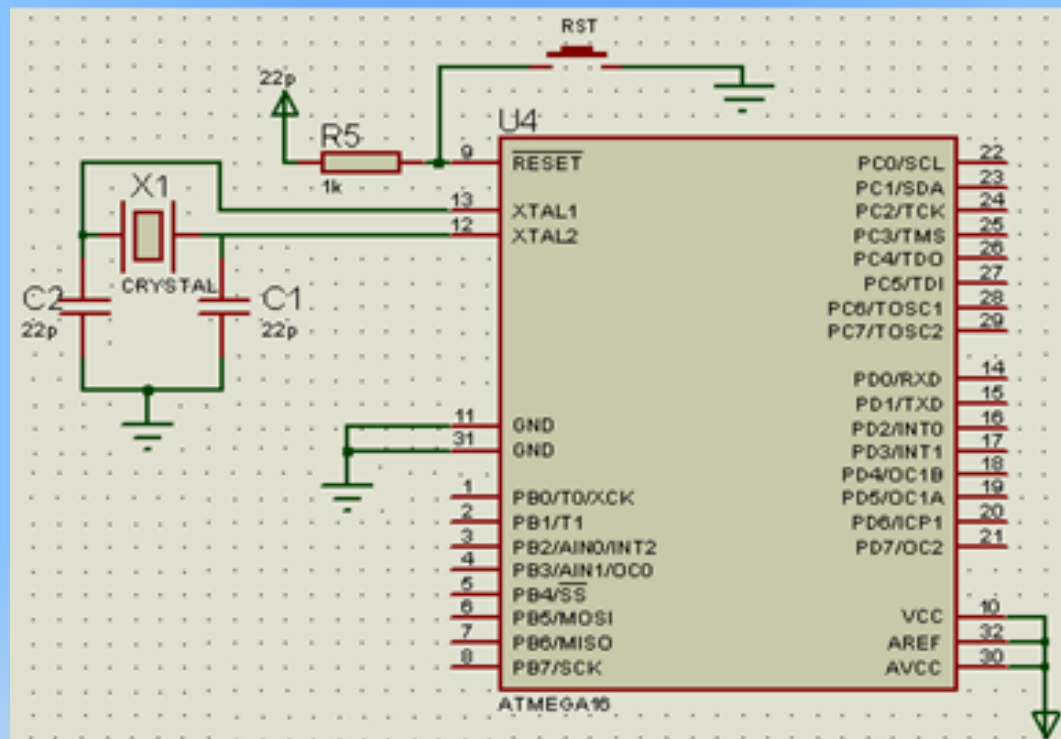 RST
22p
U4
R5
1k
9
RESET
X1
13
XTAL1
12
XTAL2
CRYSTAL
C2
22p
C1
22p
11
GND
31
GND
1
PB0/T0/XCK
2
PB1/T1
3
PB2/AIN0/INT2
4
PB3/AIN1/OC0
5
PB4/SS
6
PB5/MOSI
7
PB6/MISO
8
PB7/SCK
PC0/SCL
22
PC1/SDA
23
PC2/TCK
24
PC3/TMS
25
PC4/TDO
26
PC5/TDI
27
PC6/TOSC1
28
PC7/TOSC2
29
PD0/RXD
14
PD1/TXD
15
PD2/INT0
16
PD3/INT1
17
PD4/OC1B
18
PD5/OC1A
19
PD6/ICP1
20
PD7/OC2
21
VCC
10
AREF
32
AVCC
30
ATMEGA16